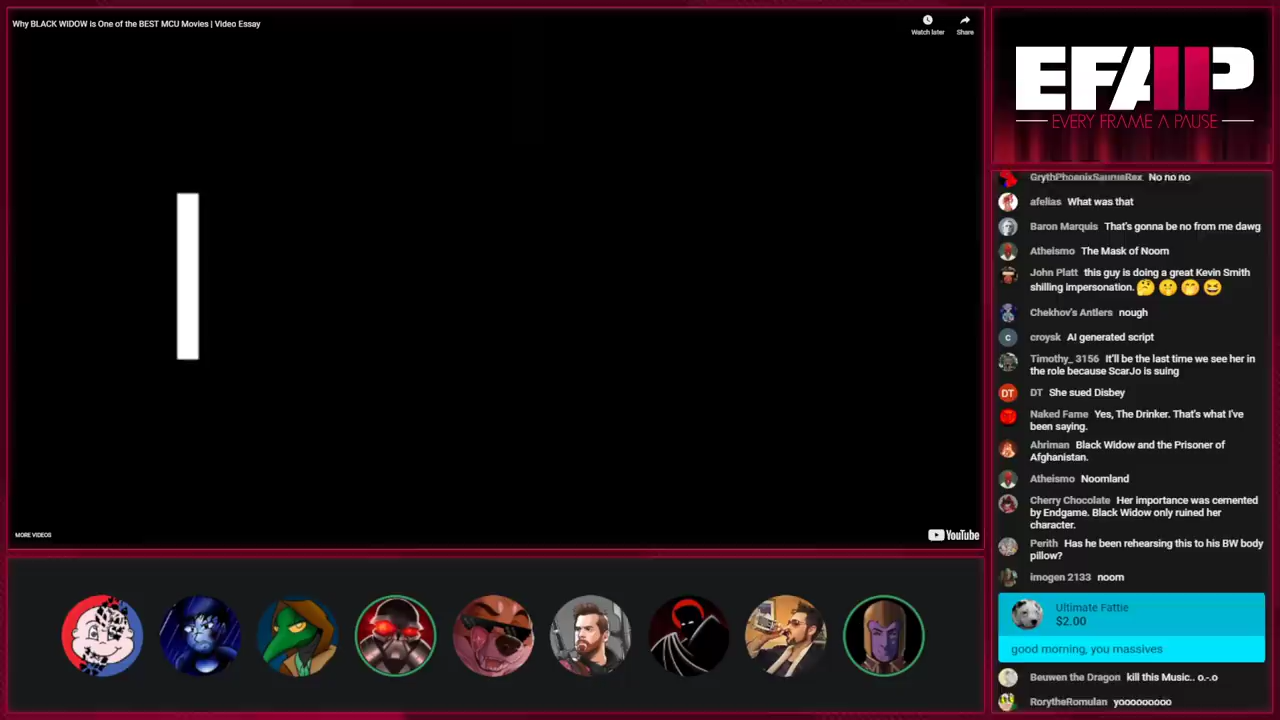 Why BLACK WIDOW is One of the BEST MCU Movies | Video Essay
Watch later
Share
MORE VIDEOS
YouTube
EFAP
EVERY FRAME A PAUSE
GrythPhoenixSaurusRex No no no
afelias What was that
Baron Marquis That's gonna be no from me dawg
Atheismo The Mask of Noom
John Platt this guy is doing a great Kevin Smith
shilling impersonation.
Chekhov's Antlers nough
C croysk AI generated script
Timothy_ 3156 It'll be the last time we see her in
the role because ScarJo is suing
DT DT She sued Disbey
Naked Fame Yes, The Drinker. That's what I've
been saying.
Ahriman Black Widow and the Prisoner of
Afghanistan.
Atheismo Noomland
Cherry Chocolate Her importance was cemented
by Endgame. Black Widow only ruined her
character.
Perith Has he been rehearsing this to his BW body
pillow?
imogen 2133 noom
Ultimate Fattie
$2.00
good morning, you massives
Beuwen the Dragon kill this Music.. o.-.o
RorytheRomulan yooooooooo